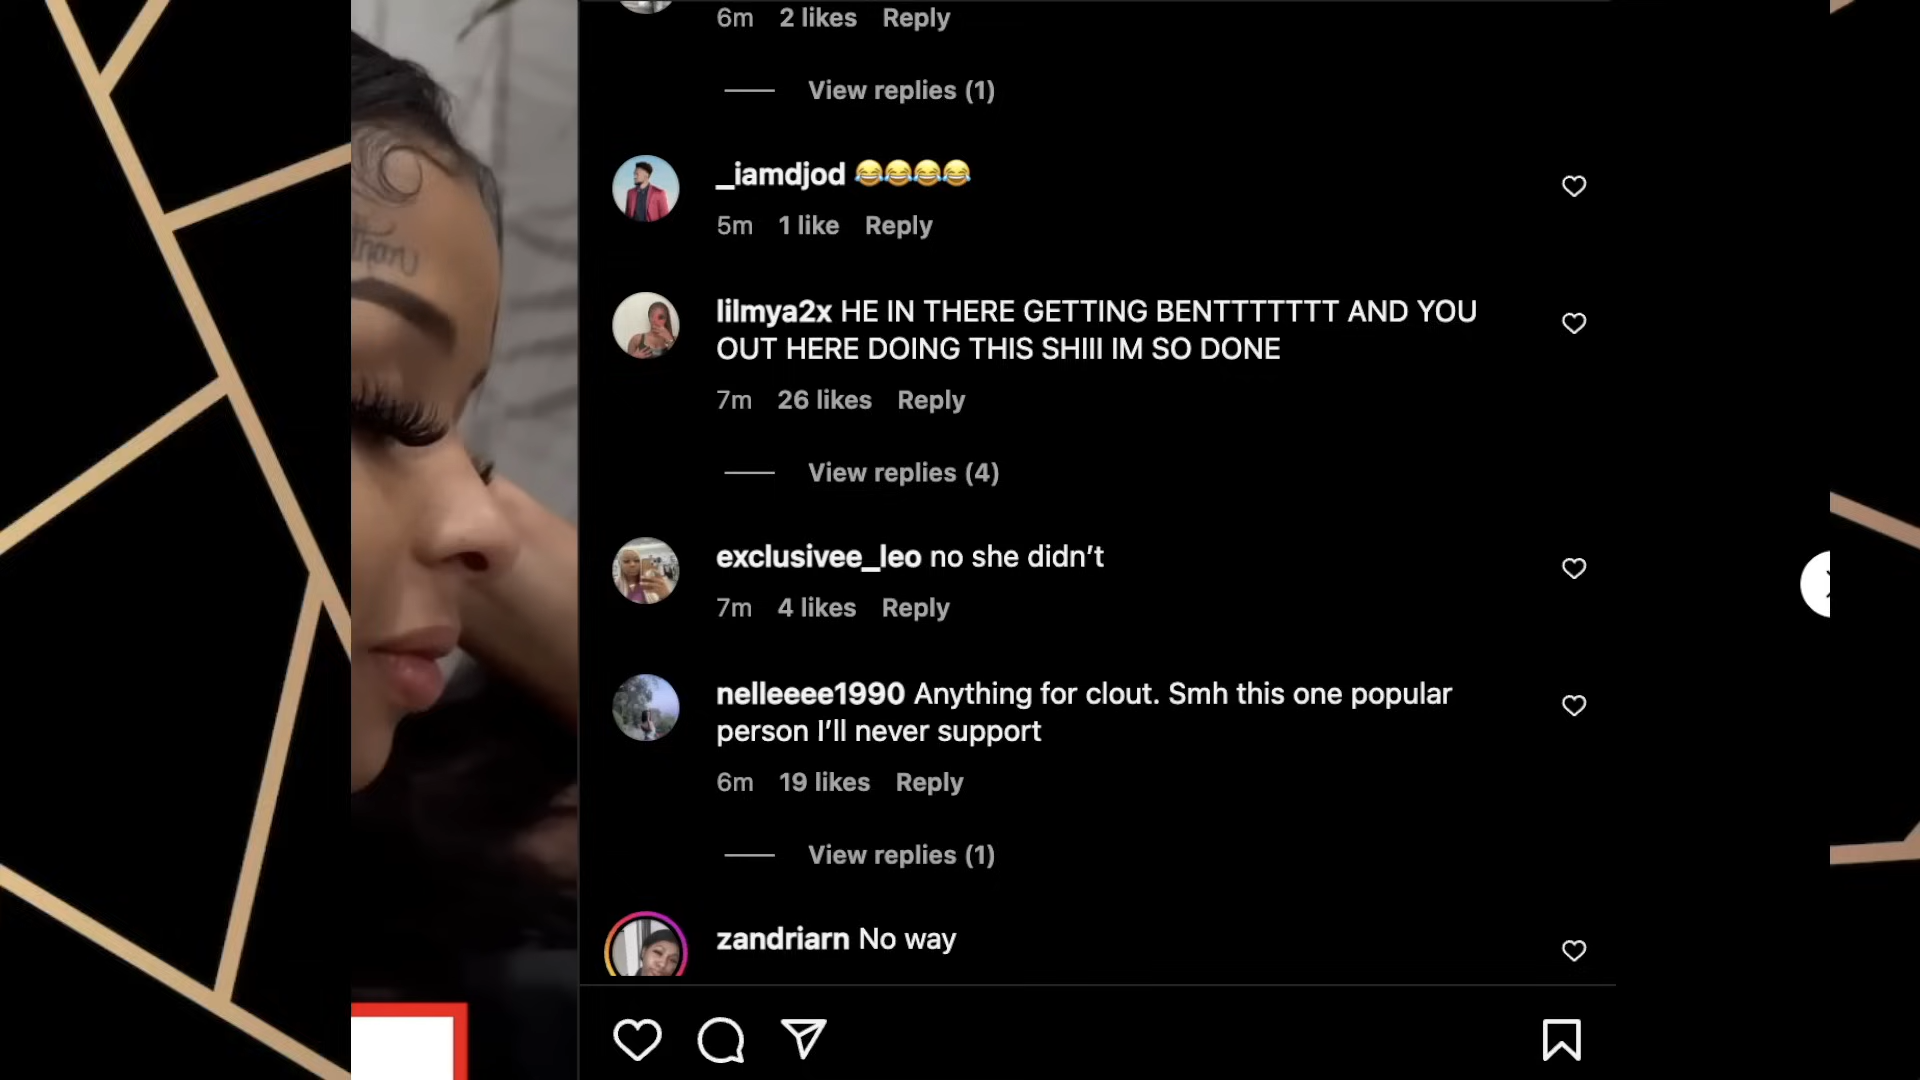 6m 2 likes Reply
View replies (1)
_iamdjod 😂😂😂😂
5m 1 like Reply
lilmya2x HE IN THERE GETTING BENTTTTTTT AND YOU
OUT HERE DOING THIS SHIII IM SO DONE
7m 26 likes Reply
View replies (4)
exclusivee_leo no she didn’t
7m 4 likes Reply
nelleeee1990 Anything for clout. Smh this one popular
person I’ll never support
6m 19 likes Reply
View replies (1)
zandriarn No way